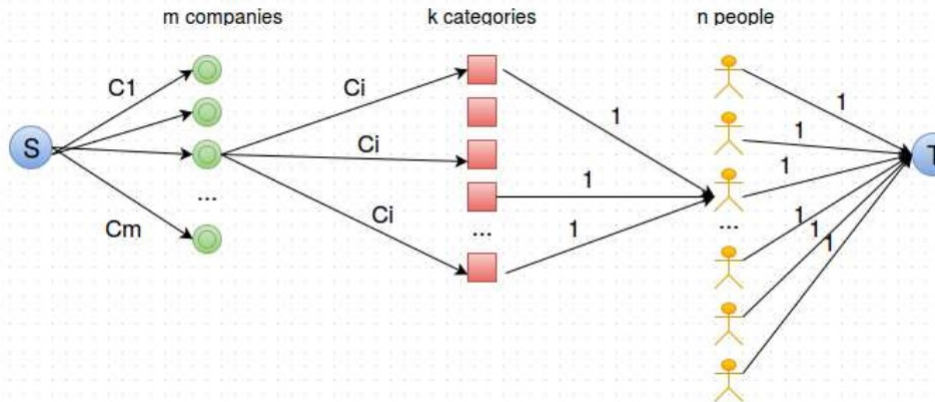 m companies
k categories
n people
C1
Ci
1
1
1
S
Ci
1
T
...
Cm
Ci
1
...
1
...
1
1
1